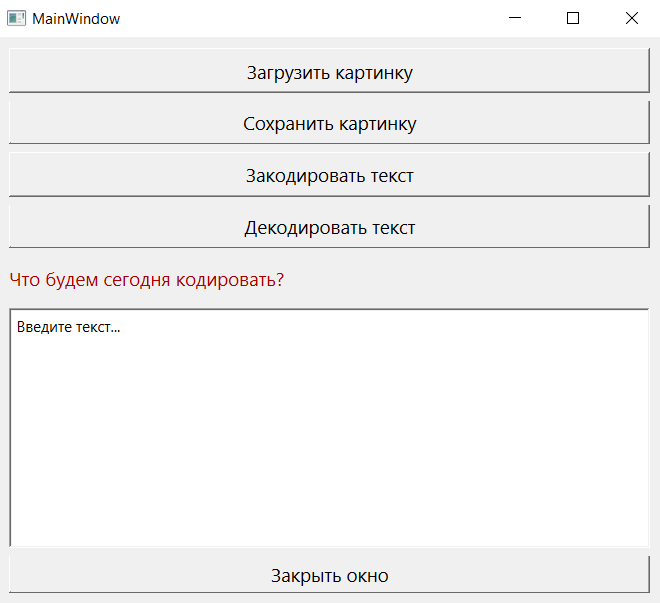 MainWindow
Загрузить картинку
Сохранить картинку
Закодировать текст
Декодировать текст
Что будем сегодня кодировать?
Введите текст...
Закрыть окно